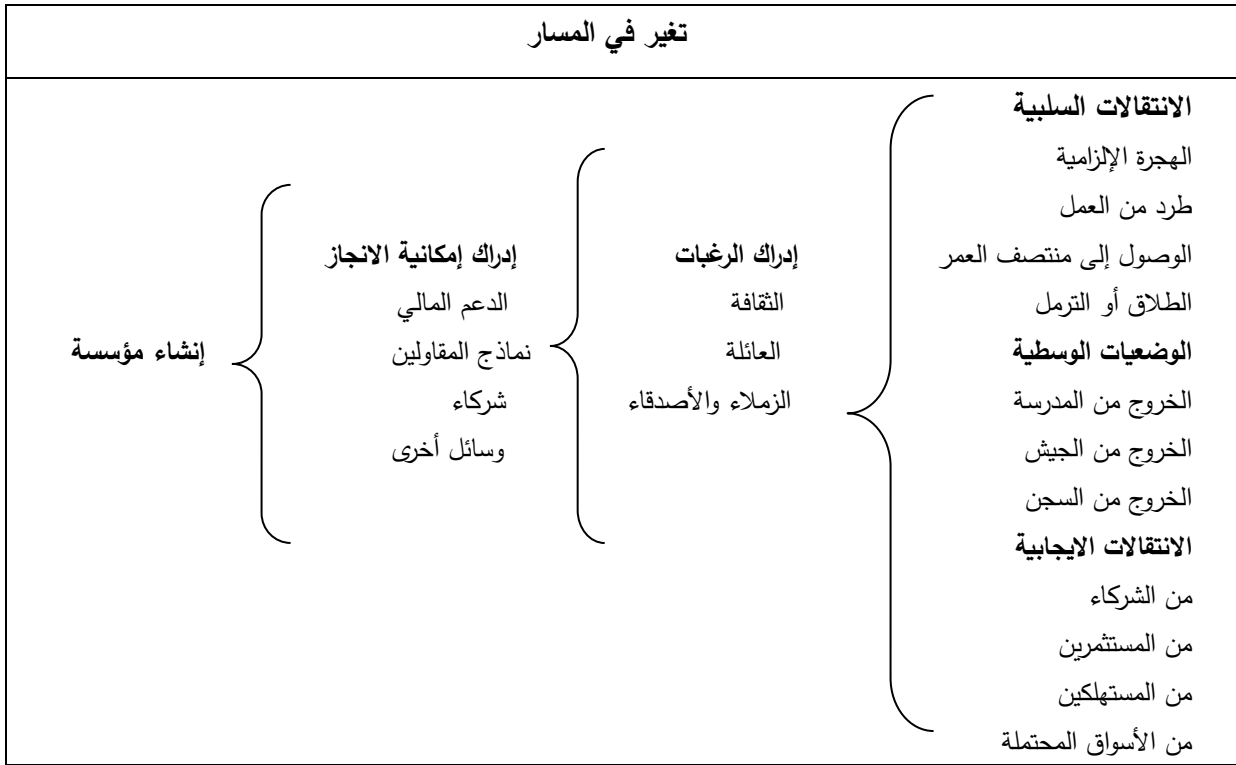 تغير في المسار
الانتقالات السلبية
الهجرة الإلزامية
طرد من العمل
الوصول إلى منتصف العمر
الطلاق أو الترمل
الوضعيات الوسطية
الخروج من المدرسة
الخروج من الجيش
الخروج من السجن
الانتقالات الايجابية
من الشركاء
من المستثمرين
من المستهلكين
من الأسواق المحتملة
إدراك الرغبات
الثقافة
العائلة
الزملاء والأصدقاء
إدراك إمكانية الانجاز
الدعم المالي
نماذج المقاولين
شركاء
وسائل أخرى
إنشاء مؤسسة